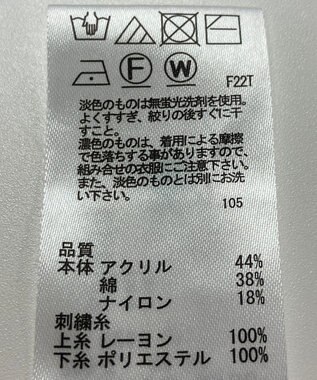 F W F22T
淡色のものは無蛍光洗剤を使用。
よくすすぎ、絞りの後すぐに干
すこと。
濃色のものは、着用による摩擦
で色落ちする事がありますので、
組み合せの衣服にご注意下さい。
また、淡色のものとは別にお洗
い下さい。
105
品質
本体 アクリル 44%
綿 38%
ナイロン 18%
刺繍糸
上糸 レーヨン 100%
下糸 ポリエステル 100%